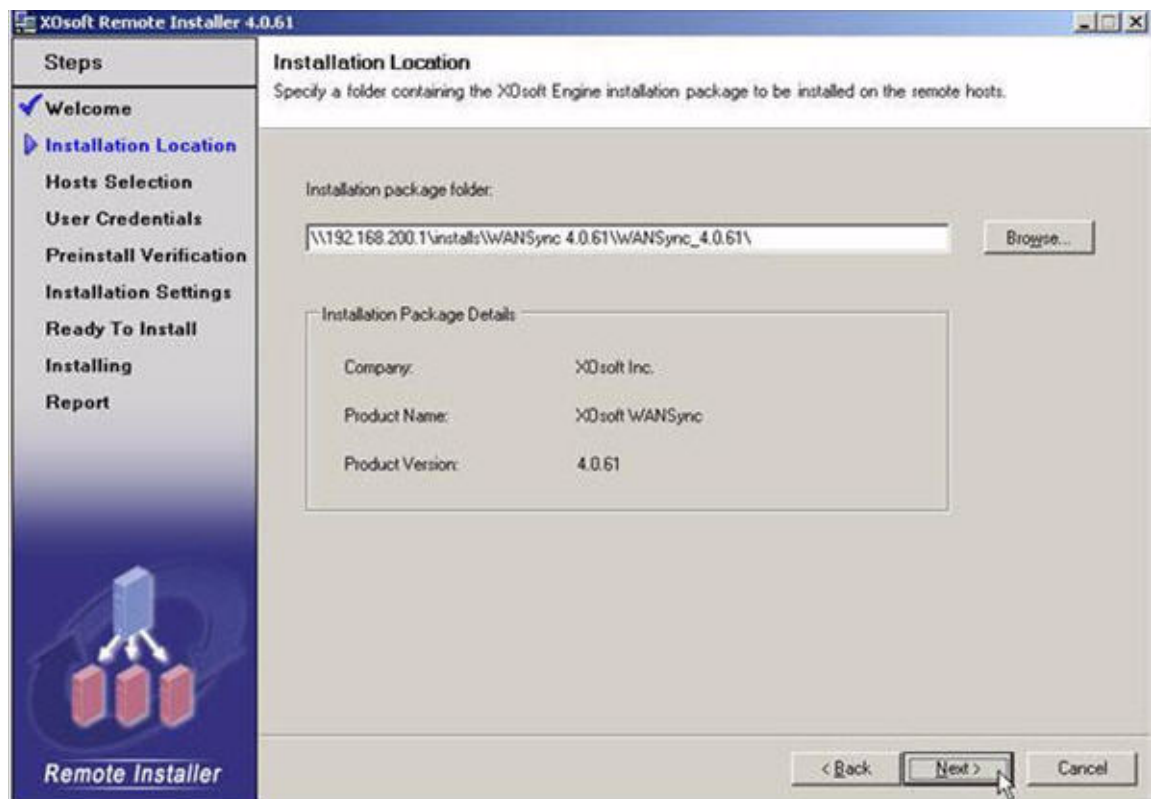 XOsoft Remote Installer 4.0.61
Steps
Welcome
Installation Location
Hosts Selection
User Credentials
Preinstall Verification
Installation Settings
Ready To Install
Installing
Report
Remote Installer
Installation Location
Specify a folder containing the XOsoft Engine installation package to be installed on the remote hosts.
Installation package folder:
\\192.168.200.1\installs\WANSync 4.0.61\WANSync_4.0.61\
Browse...
Installation Package Details
Company: XOsoft Inc.
Product Name: XOsoft WANSync
Product Version: 4.0.61
< Back Next > Cancel